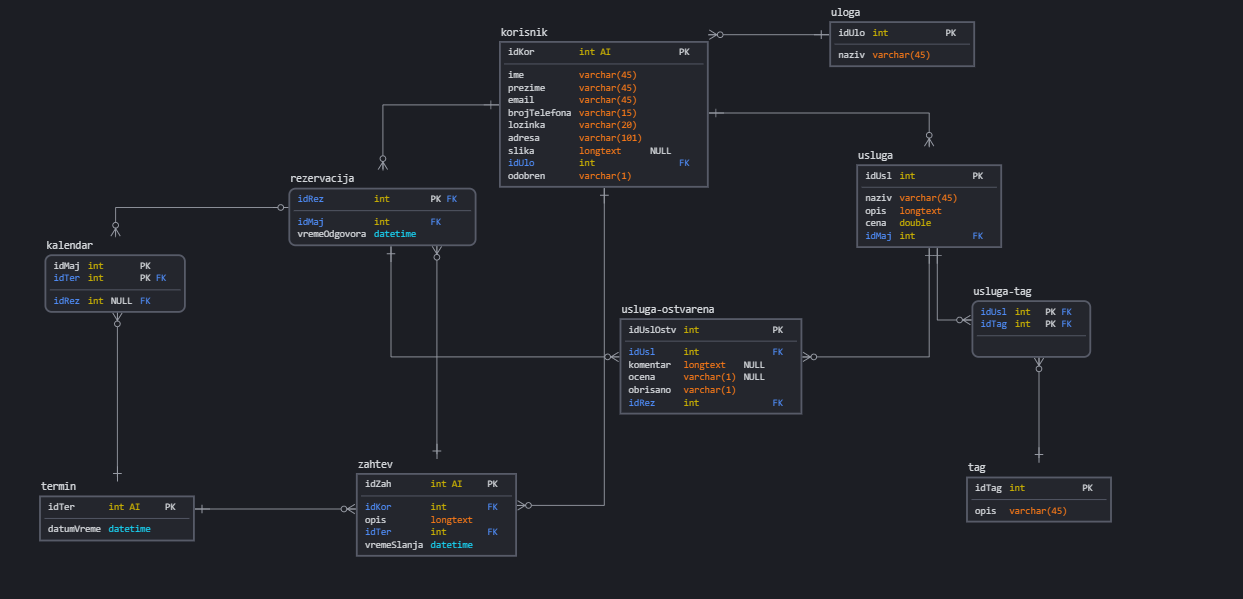 uloga
idUlo int PK
naziv varchar(45)
korisnik
idKor int AI PK
ime varchar(45)
prezime varchar(45)
email varchar(45)
brojTelefona varchar(15)
lozinka varchar(20)
adresa varchar(101)
slika longtext NULL
idUlo int FK
odobren varchar(1)
usluga
idUsl int PK
naziv varchar(45)
opis longtext
cena double
idMaj int FK
rezervacija
idRez int PK FK
idMaj int FK
vremeOdgovora datetime
kalendar
idMaj int PK
idTer int PK FK
idRez int NULL FK
usluga-tag
idUsl int PK FK
idTag int PK FK
usluga-ostvarena
idUslOstv int PK
idUsl int FK
komentar longtext NULL
ocena varchar(1) NULL
obrisano varchar(1)
idRez int FK
zahtev
idZah int AI PK
idKor int FK
opis longtext
idTer int FK
vremeSlanja datetime
tag
idTag int PK
opis varchar(45)
termin
idTer int AI PK
datumVreme datetime